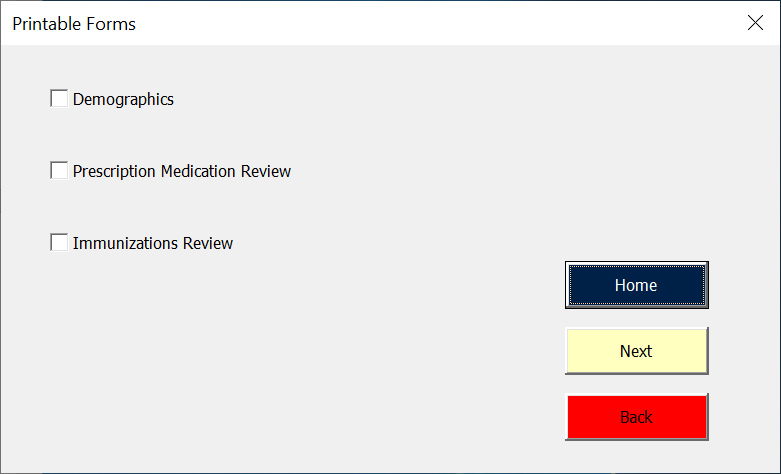 Printable Forms
Demographics
Prescription Medication Review
Immunizations Review
Home
Next
Back